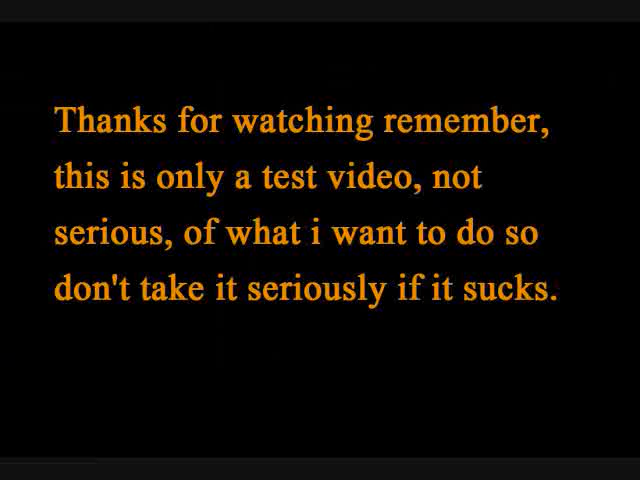 Thanks for watching remember,
this is only a test video, not
serious, of what i want to do so
don't take it seriously if it sucks.